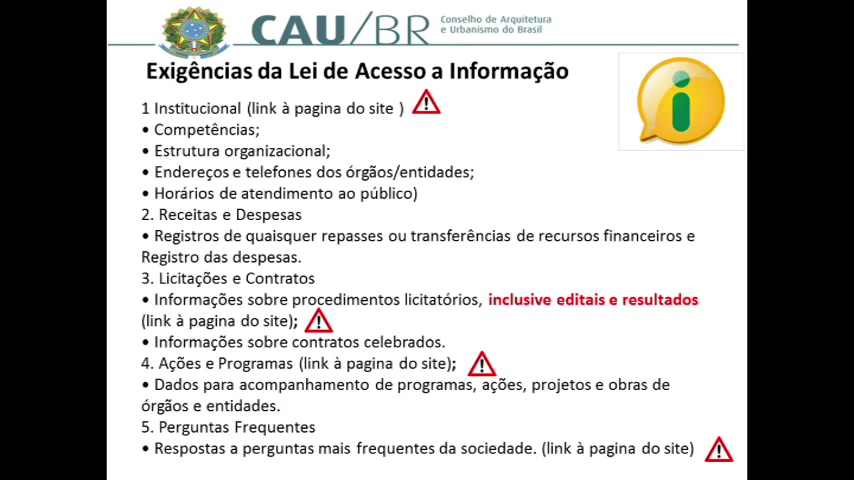 CAU/BR
Conselho de Arquitetura
e Urbanismo do Brasil
Exigências da Lei de Acesso a Informação
1 Institucional (link à pagina do site )
• Competências;
• Estrutura organizacional;
• Endereços e telefones dos órgãos/entidades;
• Horários de atendimento ao público)
2. Receitas e Despesas
• Registros de quaisquer repasses ou transferências de recursos financeiros e
Registro das despesas.
3. Licitações e Contratos
• Informações sobre procedimentos licitatórios, inclusive editais e resultados
(link à pagina do site);
• Informações sobre contratos celebrados.
4. Ações e Programas (link à pagina do site);
• Dados para acompanhamento de programas, ações, projetos e obras de
órgãos e entidades.
5. Perguntas Frequentes
• Respostas a perguntas mais frequentes da sociedade. (link à pagina do site)